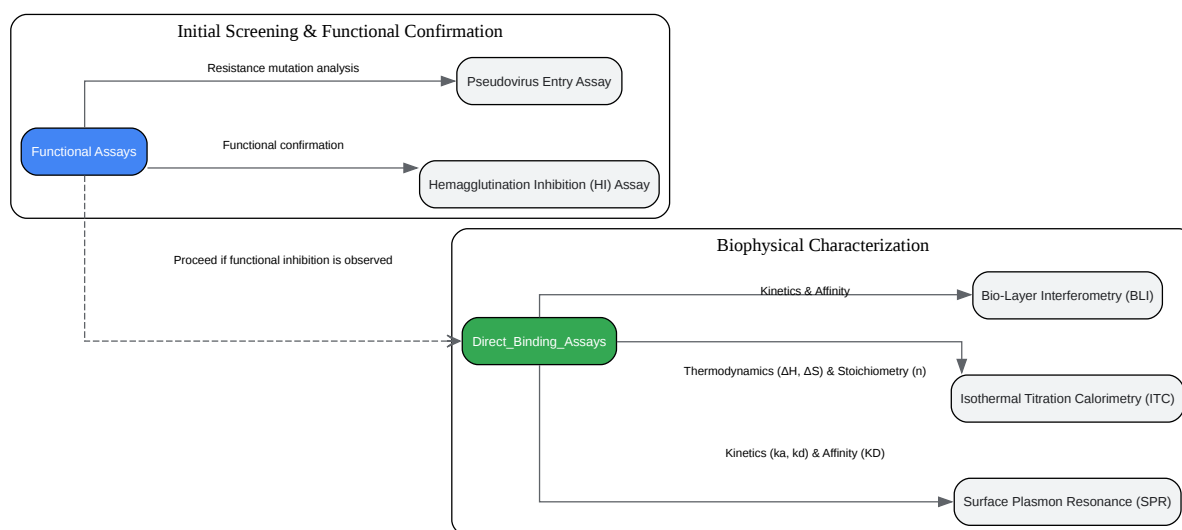 Initial Screening & Functional Confirmation
Resistance mutation analysis
Pseudovirus Entry Assay
Functional Assays
Functional confirmation
Hemagglutination Inhibition (HI) Assay
Proceed if functional inhibition is observed
Biophysical Characterization
Kinetics & Affinity
Bio-Layer Interferometry (BLI)
Direct_Binding_Assays
Thermodynamics (ΔH, ΔS) & Stoichiometry (n)
Isothermal Titration Calorimetry (ITC)
Kinetics (ka, kd) & Affinity (KD)
Surface Plasmon Resonance (SPR)